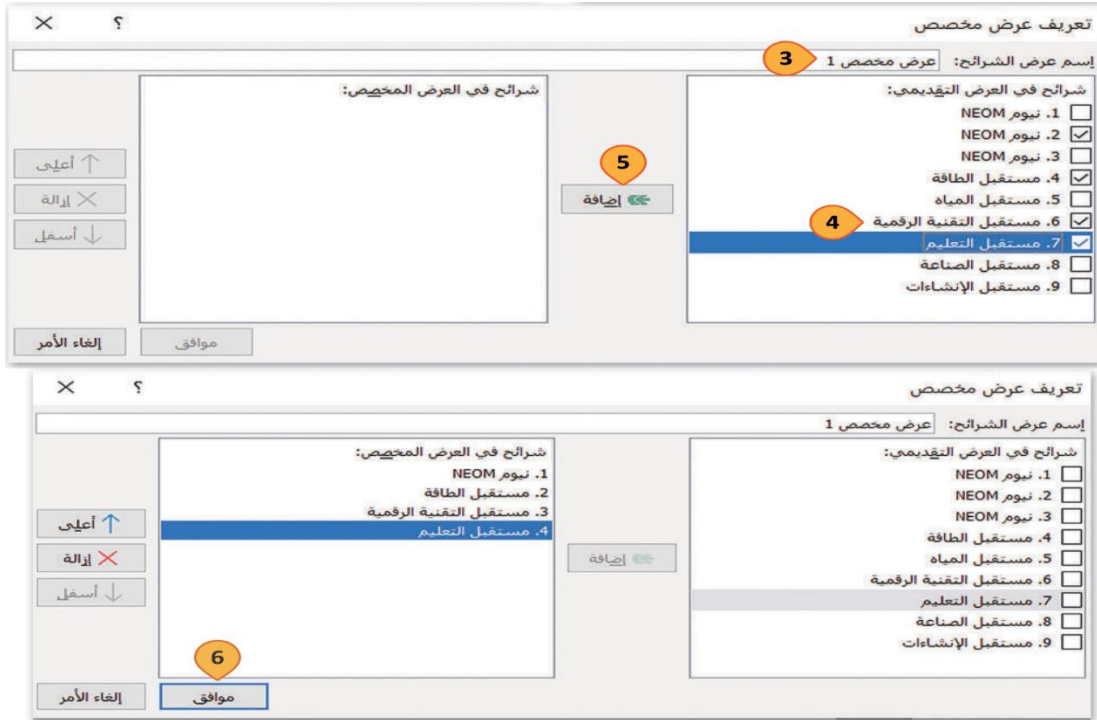 تعريف عرض مخصص
؟
إسم عرض الشرائح: عرض مخصص 1
3
شرائح في العرض التقديمي:
1. نيوم NEOM
2. نيوم NEOM
3. نيوم NEOM
4. مستقبل الطاقة
5. مستقبل المياه
6. مستقبل التقنية الرقمية
4
7. مستقبل التعليم
8. مستقبل الصناعة
9. مستقبل الإنشاءات
5
إضافة
شرائح في العرض المخصص:
أعلى
إزالة
أسفل
موافق
إلغاء الأمر
تعريف عرض مخصص
؟
إسم عرض الشرائح: عرض مخصص 1
شرائح في العرض التقديمي:
1. نيوم NEOM
2. نيوم NEOM
3. نيوم NEOM
4. مستقبل الطاقة
5. مستقبل المياه
6. مستقبل التقنية الرقمية
7. مستقبل التعليم
8. مستقبل الصناعة
9. مستقبل الإنشاءات
إضافة
شرائح في العرض المخصص:
1. نيوم NEOM
2. مستقبل الطاقة
3. مستقبل التقنية الرقمية
4. مستقبل التعليم
أعلى
إزالة
أسفل
6
موافق
إلغاء الأمر